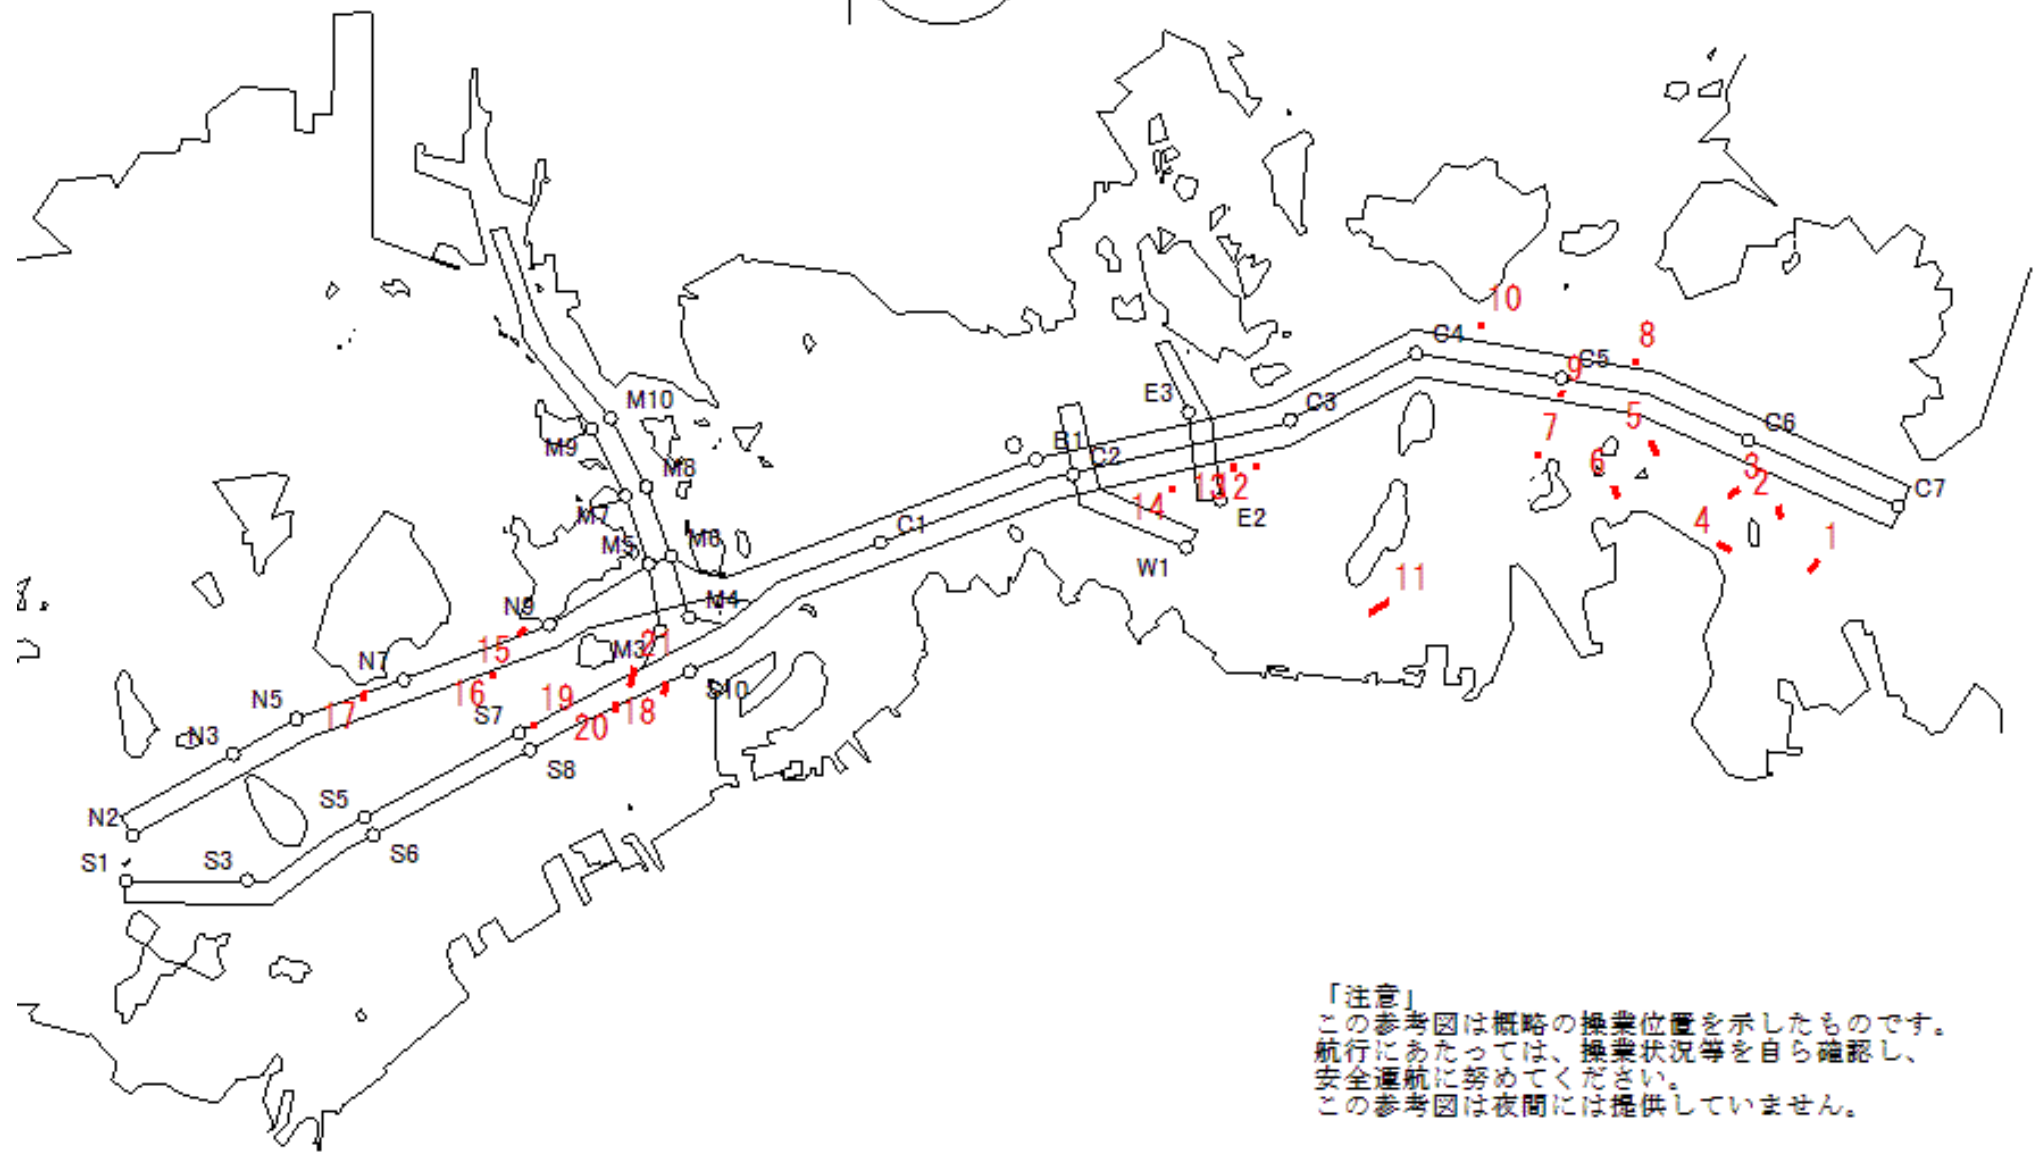 10
C4
8
C5
9
M10
E3
C3
7
5
C6
M9
B1
C2
M8
6
3
2
C7
14
13
12
E2
M7
M5
M6
C1
4
1
W1
11
N9
M4
15
M3
21
N7
16
S10
N5
17
S7
19
20
18
N3
S8
S5
N2
S1
S3
S6
「注意」
この参考図は概略の操業位置を示したものです。
航行にあたっては、操業状況等を自ら確認し、
安全運航に努めてください。
この参考図は夜間には提供していません。